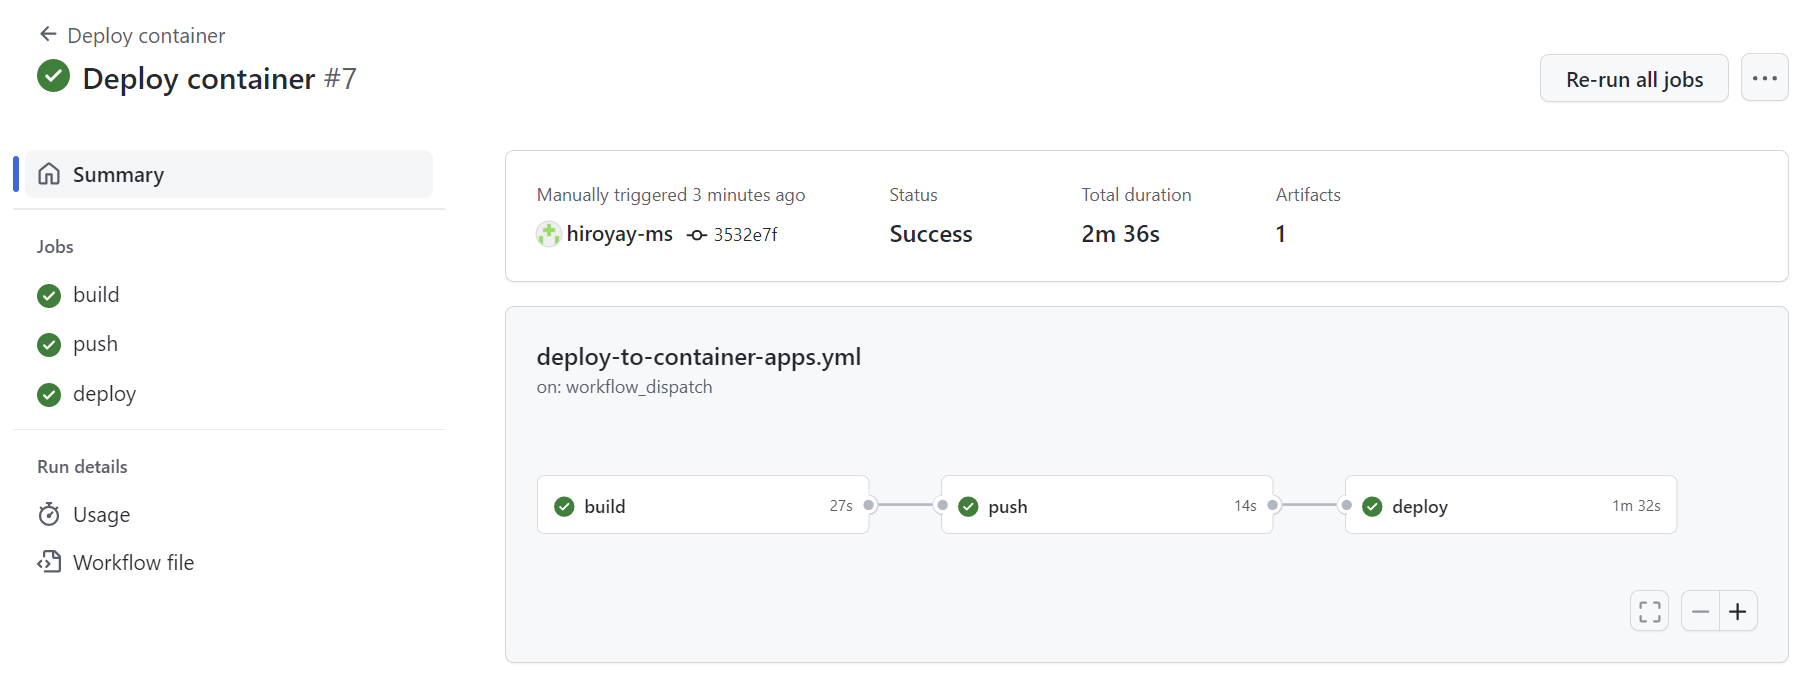 Deploy container
Deploy container #7
Re-run all jobs
Summary
Jobs
build
push
deploy
Run details
Usage
Workflow file
Manually triggered 3 minutes ago
hiroyay-ms 3532e7f
Status
Success
Total duration
2m 36s
Artifacts
1
deploy-to-container-apps.yml
on: workflow_dispatch
build 27s
push 14s
deploy 1m 32s